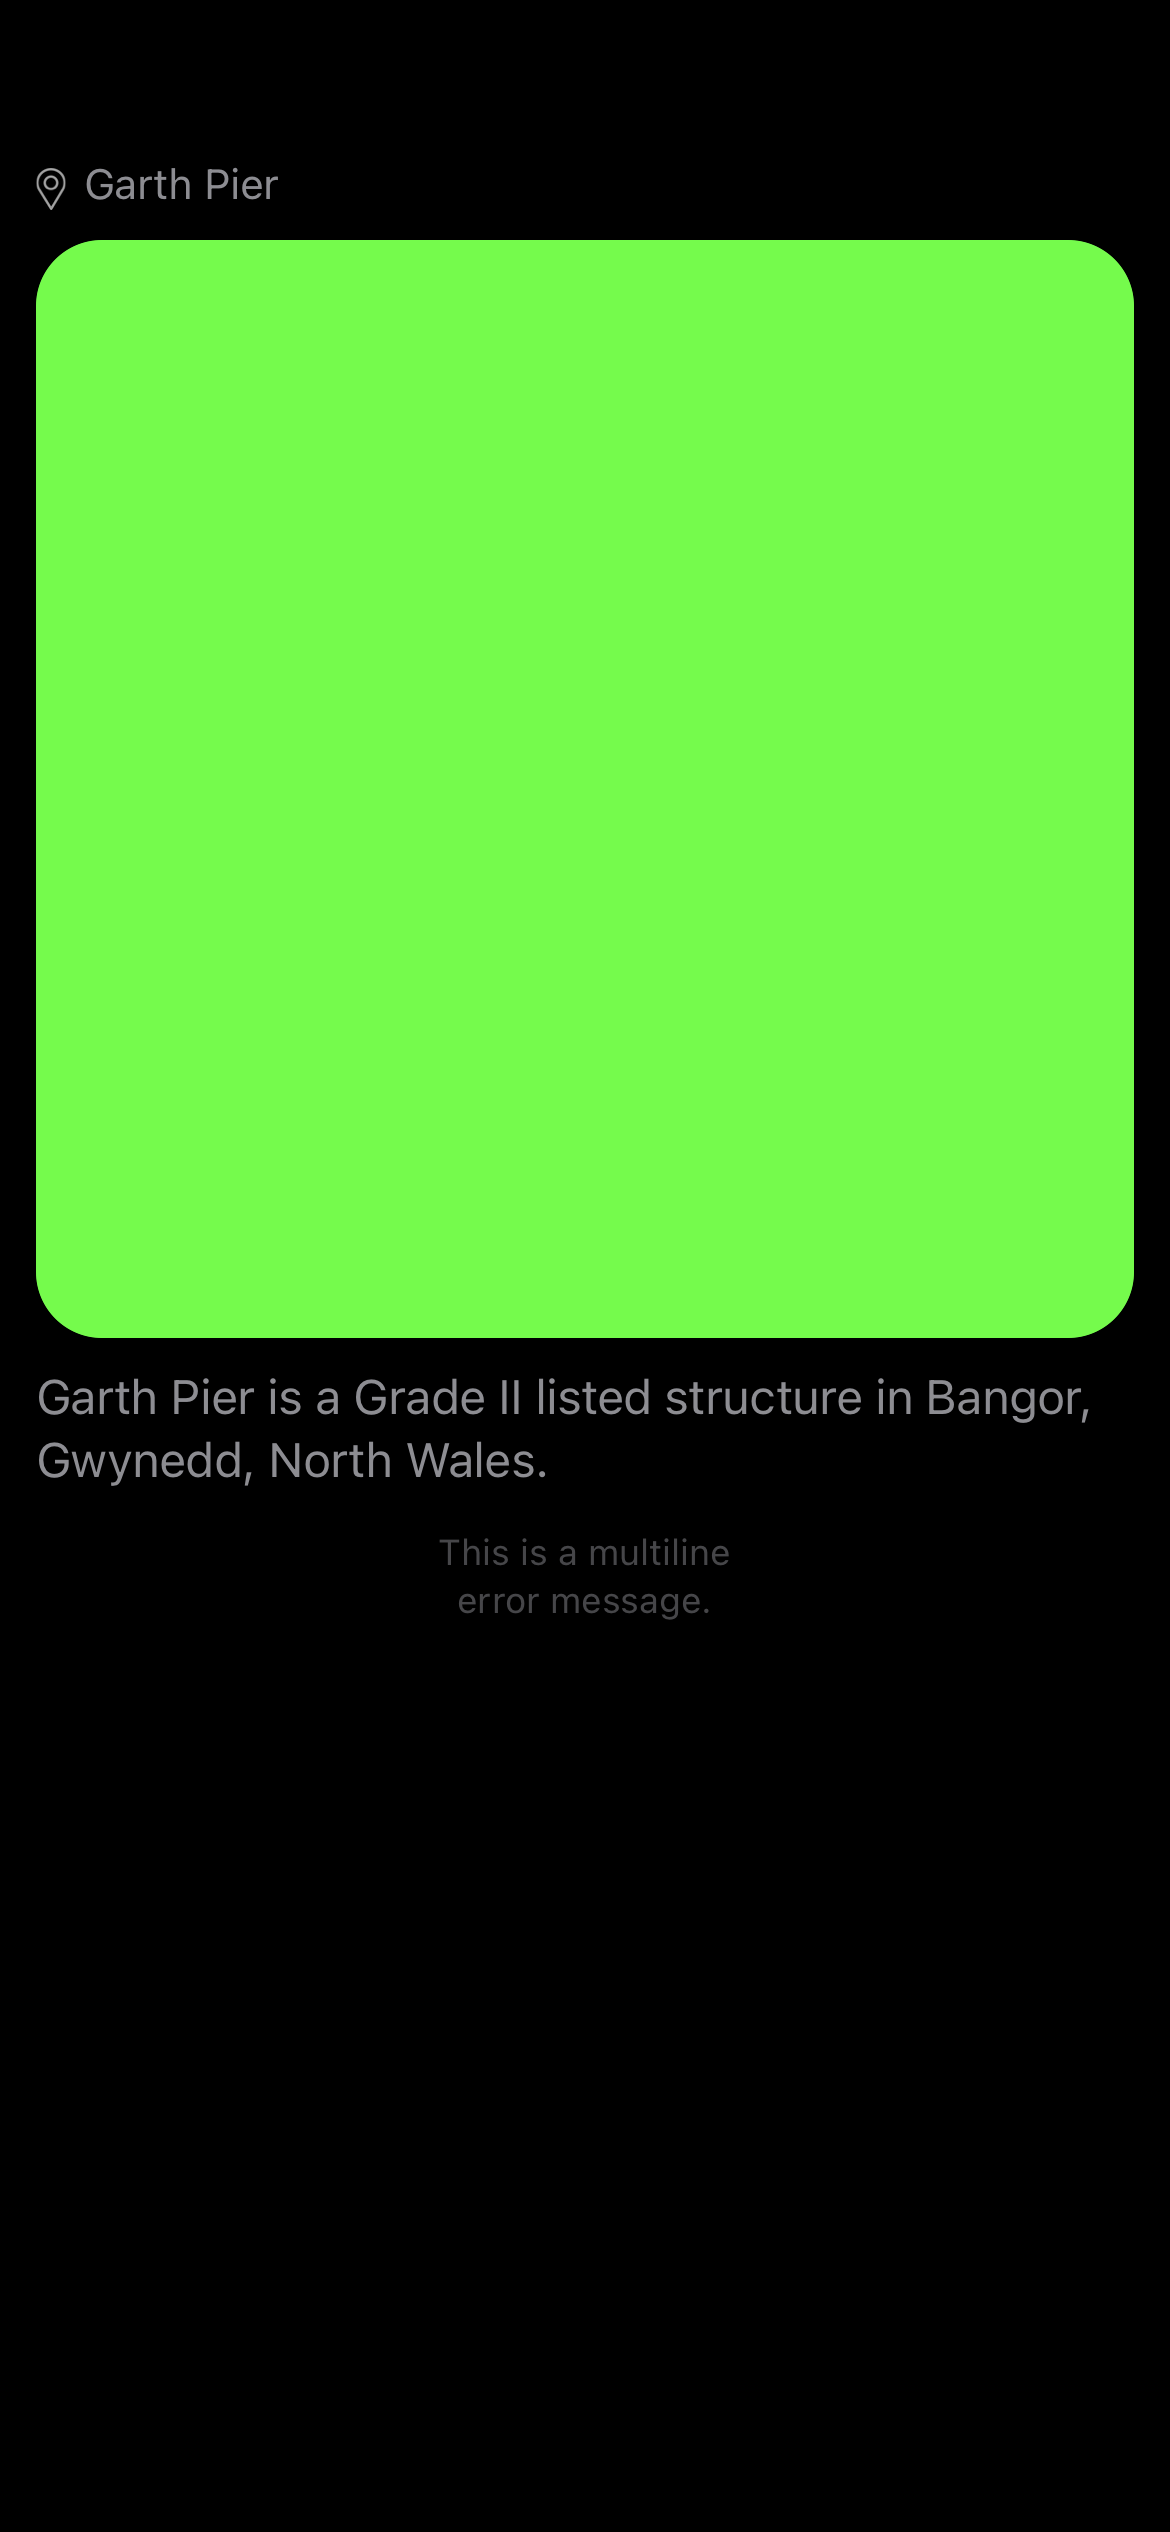 Garth Pier
Garth Pier is a Grade II listed structure in Bangor,
Gwynedd, North Wales.
This is a multiline
error message.